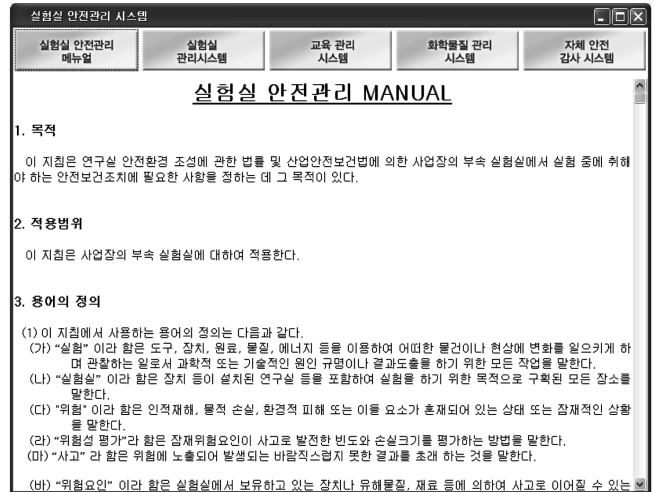 실험실 안전관리 시스템
실험실 안전관리
메뉴얼
실험실
관리시스템
교육 관리
시스템
화학물질 관리
시스템
자체 안전
감사 시스템
실험실 안전관리 MANUAL
1. 목적
이 지침은 연구실 안전환경 조성에 관한 법률 및 산업안전보건법에 의한 사업장의 부속 실험실에서 실험 중에 취해
야 하는 안전보건조치에 필요한 사항을 정하는 데 그 목적이 있다.
2. 적용범위
이 지침은 사업장의 부속 실험실에 대하여 적용한다.
3. 용어의 정의
(1) 이 지침에서 사용하는 용어의 정의는 다음과 같다.
(가) “실험” 이라 함은 도구, 장치, 원료, 물질, 에너지 등을 이용하여 어떠한 물건이나 현상에 변화를 일으키게 하
며 관찰하는 일로서 과학적 또는 기술적인 원인 규명이나 결과도출을 하기 위한 모든 작업을 말한다.
(나) “실험실” 이라 함은 장치 등이 설치된 연구실 등을 포함하여 실험을 하기 위한 목적으로 구획된 모든 장소를
말한다.
(다) "위험" 이라 함은 인적재해, 물적 손실, 환경적 피해 또는 이들 요소가 혼재되어 있는 상태 또는 잠재적인 상황
을 말한다.
(라) “위험성 평가”라 함은 잠재위험요인이 사고로 발전한 빈도와 손실크기를 평가하는 방법을 말한다.
(마) “사고” 라 함은 위험에 노출되어 발생되는 바람직스럽지 못한 결과를 초래 하는 것을 말한다.
(바) “위험요인” 이라 함은 실험실에서 보유하고 있는 장치나 유해물질, 재료 등에 의하여 사고로 이어질 수 있는